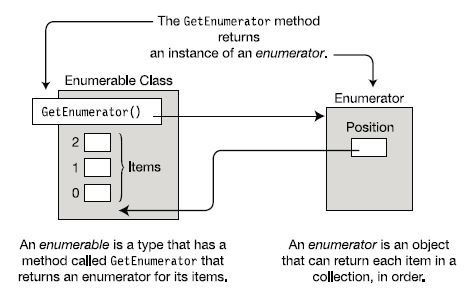 The GetEnumerator method
returns
an instance of an enumerator.
Enumerable Class
GetEnumerator()
2
1
0
Items
Enumerator
Position
An enumerable is a type that has a
method called GetEnumerator that
returns an enumerator for its items.
An enumerator is an object
that can return each item in a
collection, in order.